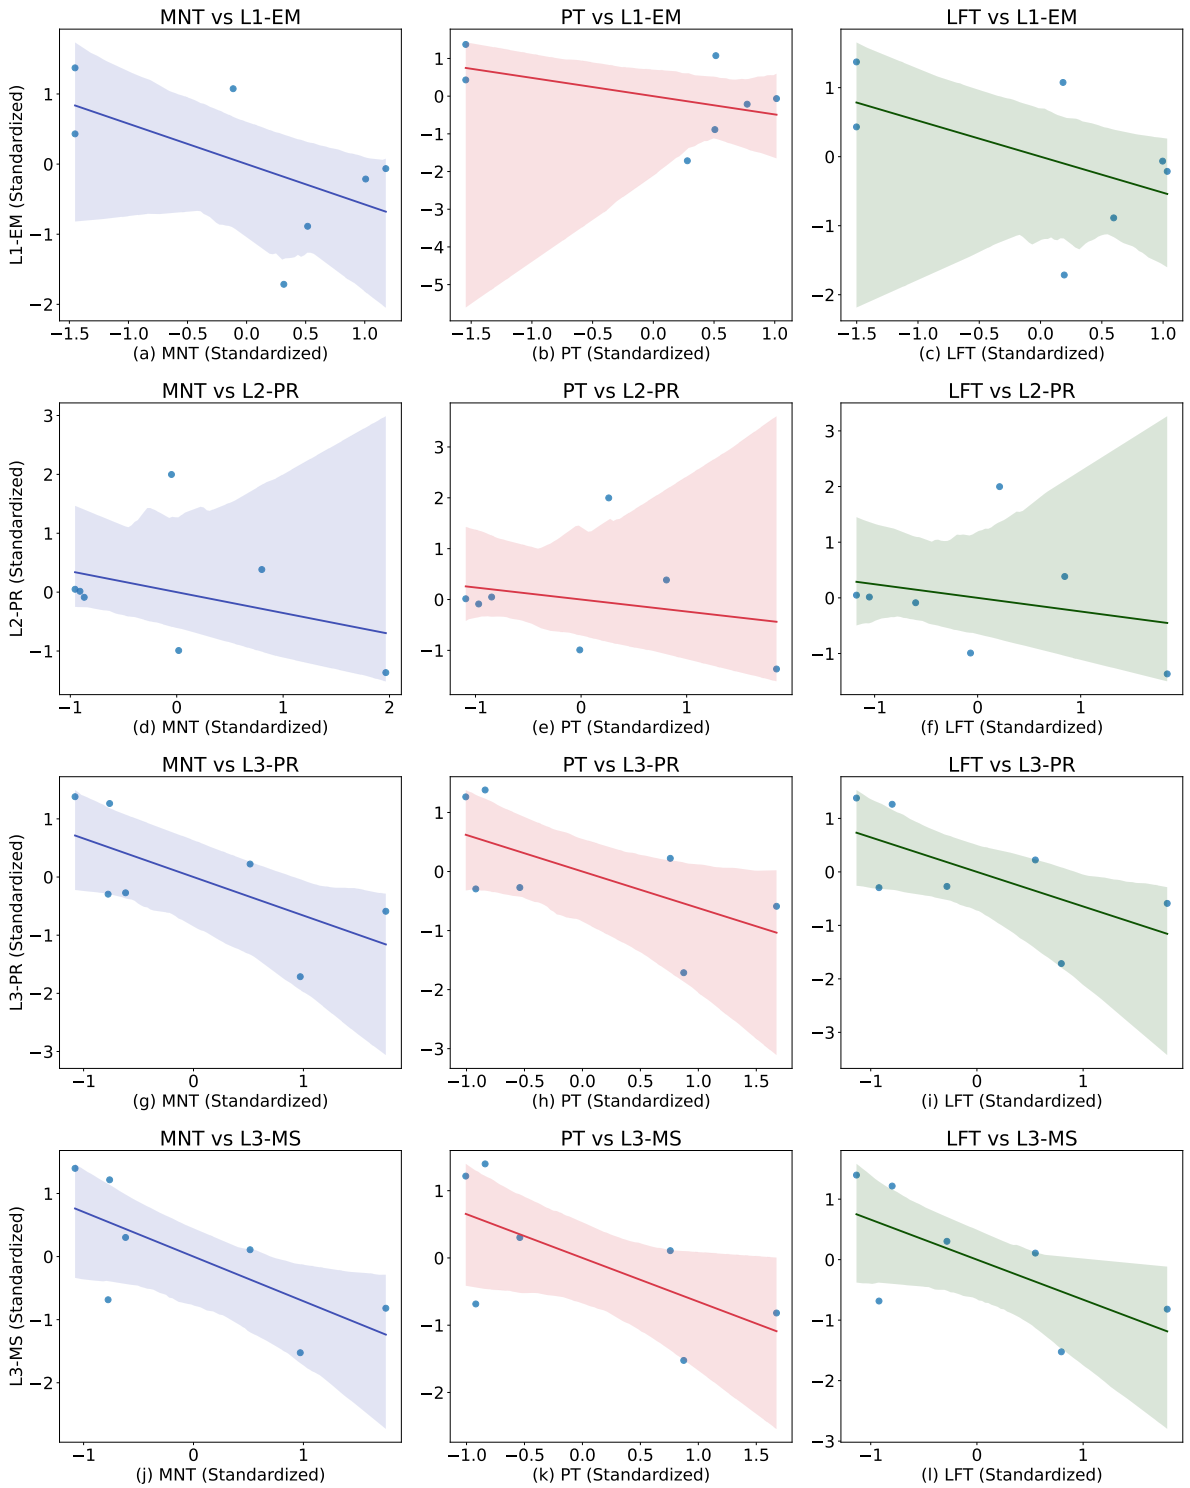 MNT vs L1-EM
PT vs L1-EM
LFT vs L1-EM
L1-EM (Standardized)
1
0
−1
−2
1
0
−1
−2
−3
−4
−5
1
0
−1
−2
−1.5 −1.0 −0.5 0.0 0.5 1.0
−1.5 −1.0 −0.5 0.0 0.5 1.0
−1.5 −1.0 −0.5 0.0 0.5 1.0
(a) MNT (Standardized)
(b) PT (Standardized)
(c) LFT (Standardized)
MNT vs L2-PR
PT vs L2-PR
LFT vs L2-PR
L2-PR (Standardized)
3
2
1
0
−1
3
2
1
0
−1
3
2
1
0
−1
−1 0 1 2
−1 0 1
−1 0 1
(d) MNT (Standardized)
(e) PT (Standardized)
(f) LFT (Standardized)
MNT vs L3-PR
PT vs L3-PR
LFT vs L3-PR
L3-PR (Standardized)
1
0
−1
−2
−3
1
0
−1
−2
−3
1
0
−1
−2
−3
−1 0 1
−1.0 −0.5 0.0 0.5 1.0 1.5
−1 0 1
(g) MNT (Standardized)
(h) PT (Standardized)
(i) LFT (Standardized)
MNT vs L3-MS
PT vs L3-MS
LFT vs L3-MS
L3-MS (Standardized)
1
0
−1
−2
1
0
−1
−2
1
0
−1
−2
−3
−1 0 1
−1.0 −0.5 0.0 0.5 1.0 1.5
−1 0 1
(j) MNT (Standardized)
(k) PT (Standardized)
(l) LFT (Standardized)